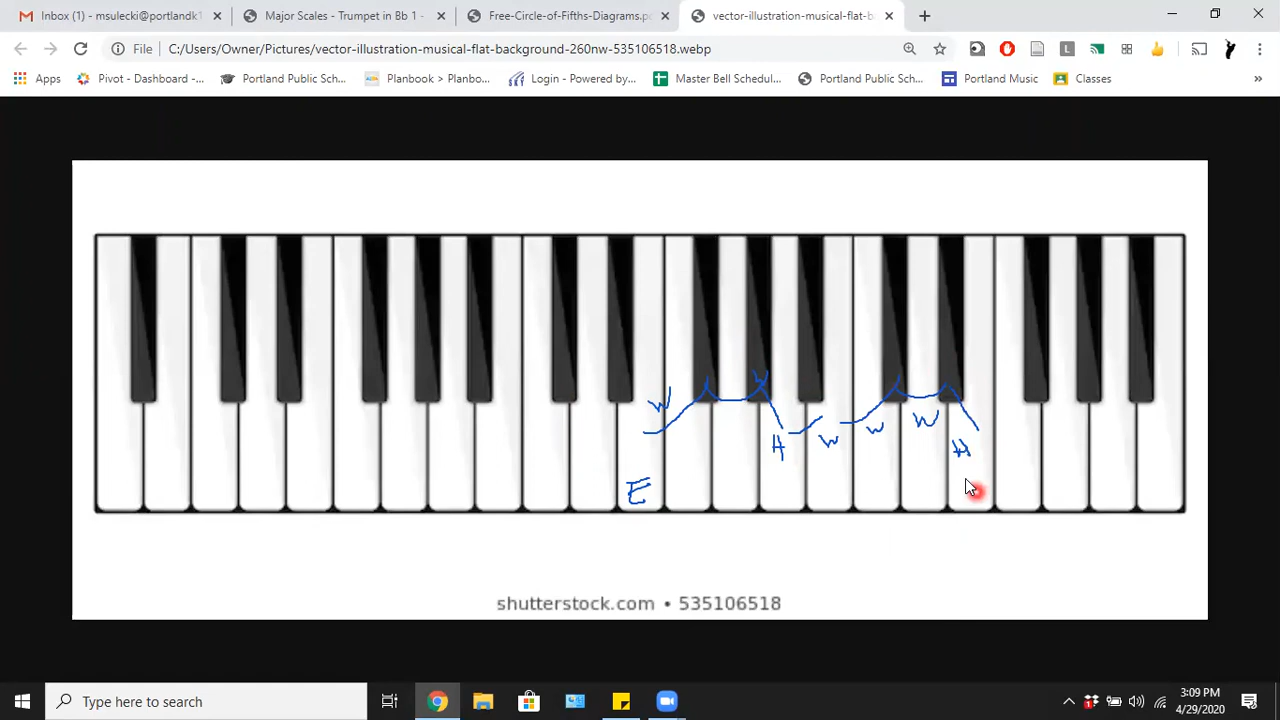 Inbox (1) - msulecki@portlandk1
Major Scales - Trumpet in Bb 1 -
Free-Circle-of-Fifths-Diagrams.pc
vector-illustration-musical-flat-b
File
C:/Users/Owner/Pictures/vector-illustration-musical-flat-background-260nw-535106518.webp
L
Apps
Pivot - Dashboard -...
Portland Public Sch...
Planbook > Planbo...
Login - Powered by...
Master Bell Schedul...
Portland Public Sch...
Portland Music
Classes
»
W W
H W W W H
E
shutterstock.com • 535106518
Type here to search
3:09 PM
4/29/2020